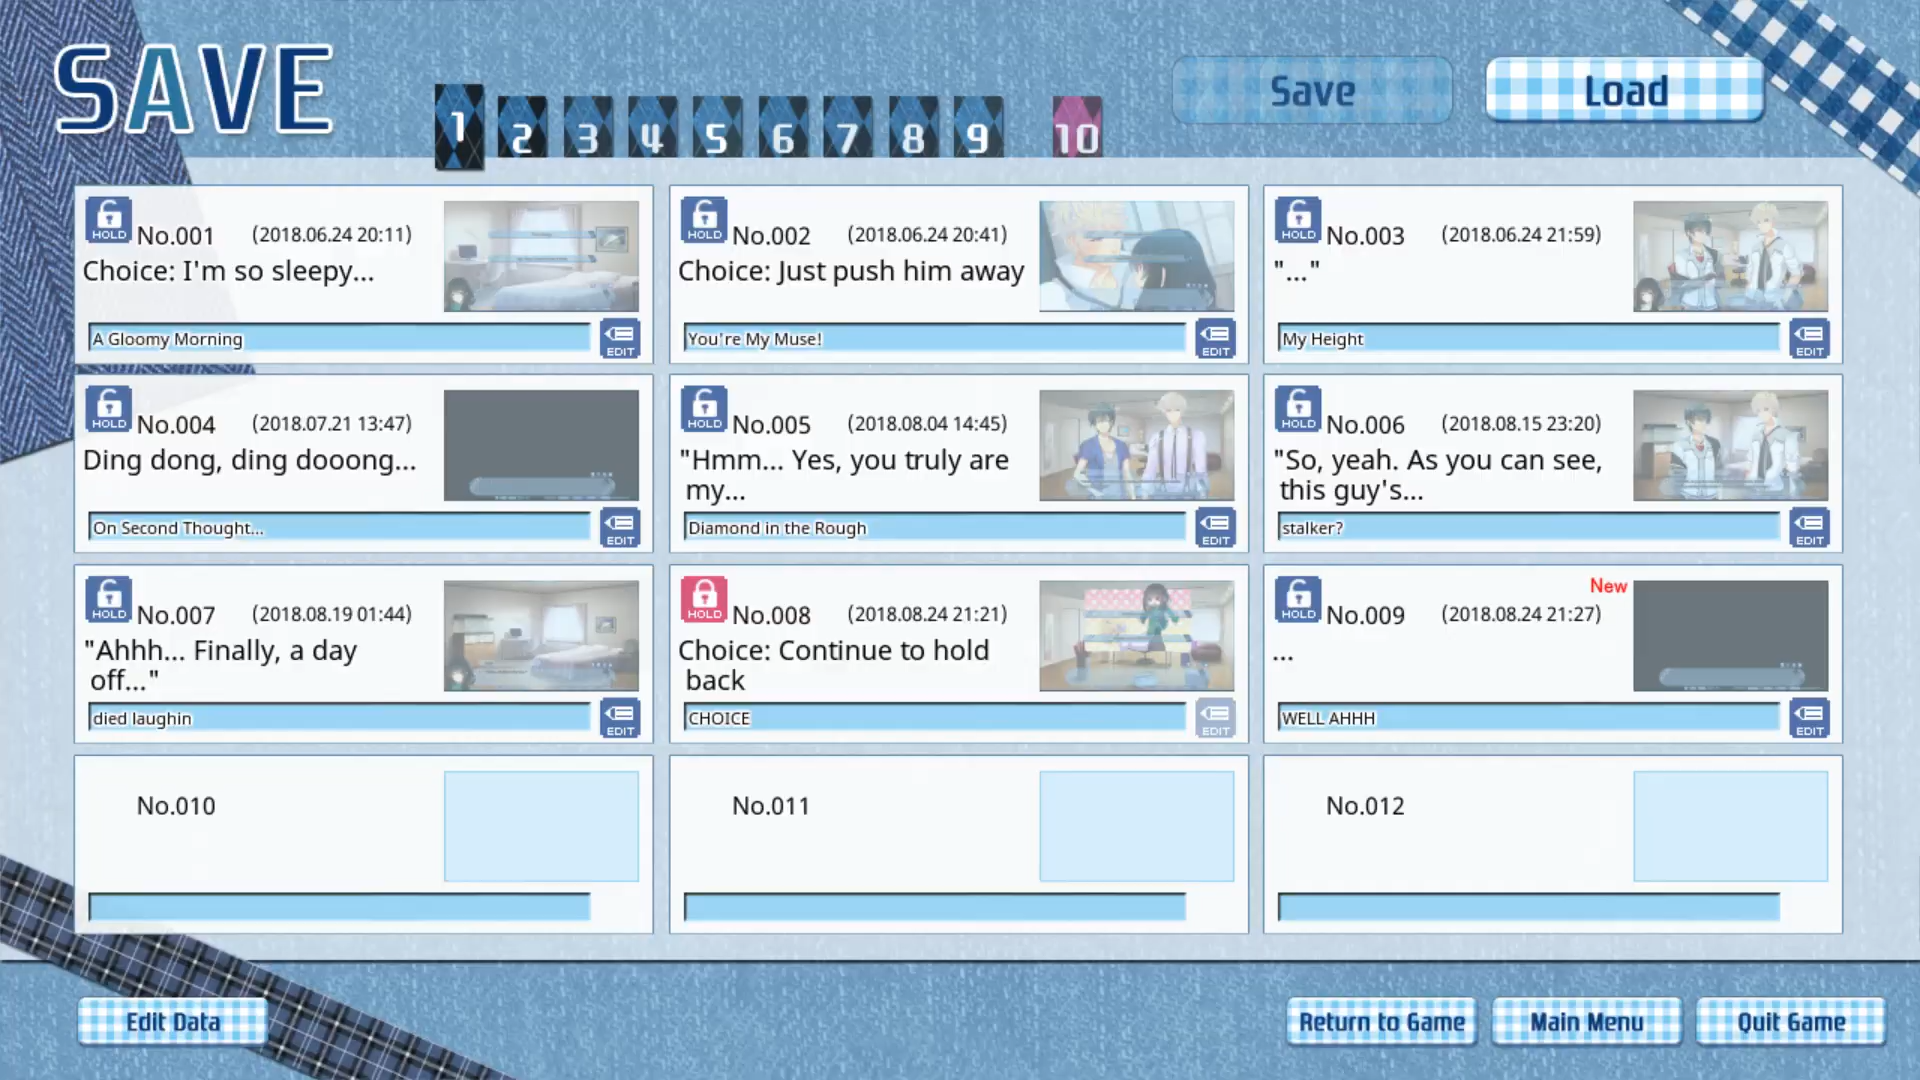 SAVE
1 2 3 4 5 6 7 8 9 10
Save
Load
HOLD No.001 (2018.06.24 20:11)
Choice: I'm so sleepy...
A Gloomy Morning
EDIT
HOLD No.002 (2018.06.24 20:41)
Choice: Just push him away
You're My Muse!
EDIT
HOLD No.003 (2018.06.24 21:59)
"..."
My Height
EDIT
HOLD No.004 (2018.07.21 13:47)
Ding dong, ding dooong...
On Second Thought...
EDIT
HOLD No.005 (2018.08.04 14:45)
"Hmm... Yes, you truly are
my...
Diamond in the Rough
EDIT
HOLD No.006 (2018.08.15 23:20)
"So, yeah. As you can see,
this guy's...
stalker?
EDIT
HOLD No.007 (2018.08.19 01:44)
"Ahhh... Finally, a day
off..."
died laughin
EDIT
HOLD No.008 (2018.08.24 21:21)
Choice: Continue to hold
back
CHOICE
EDIT
New
HOLD No.009 (2018.08.24 21:27)
...
WELL AHHH
EDIT
No.010
No.011
No.012
Edit Data
Return to Game
Main Menu
Quit Game